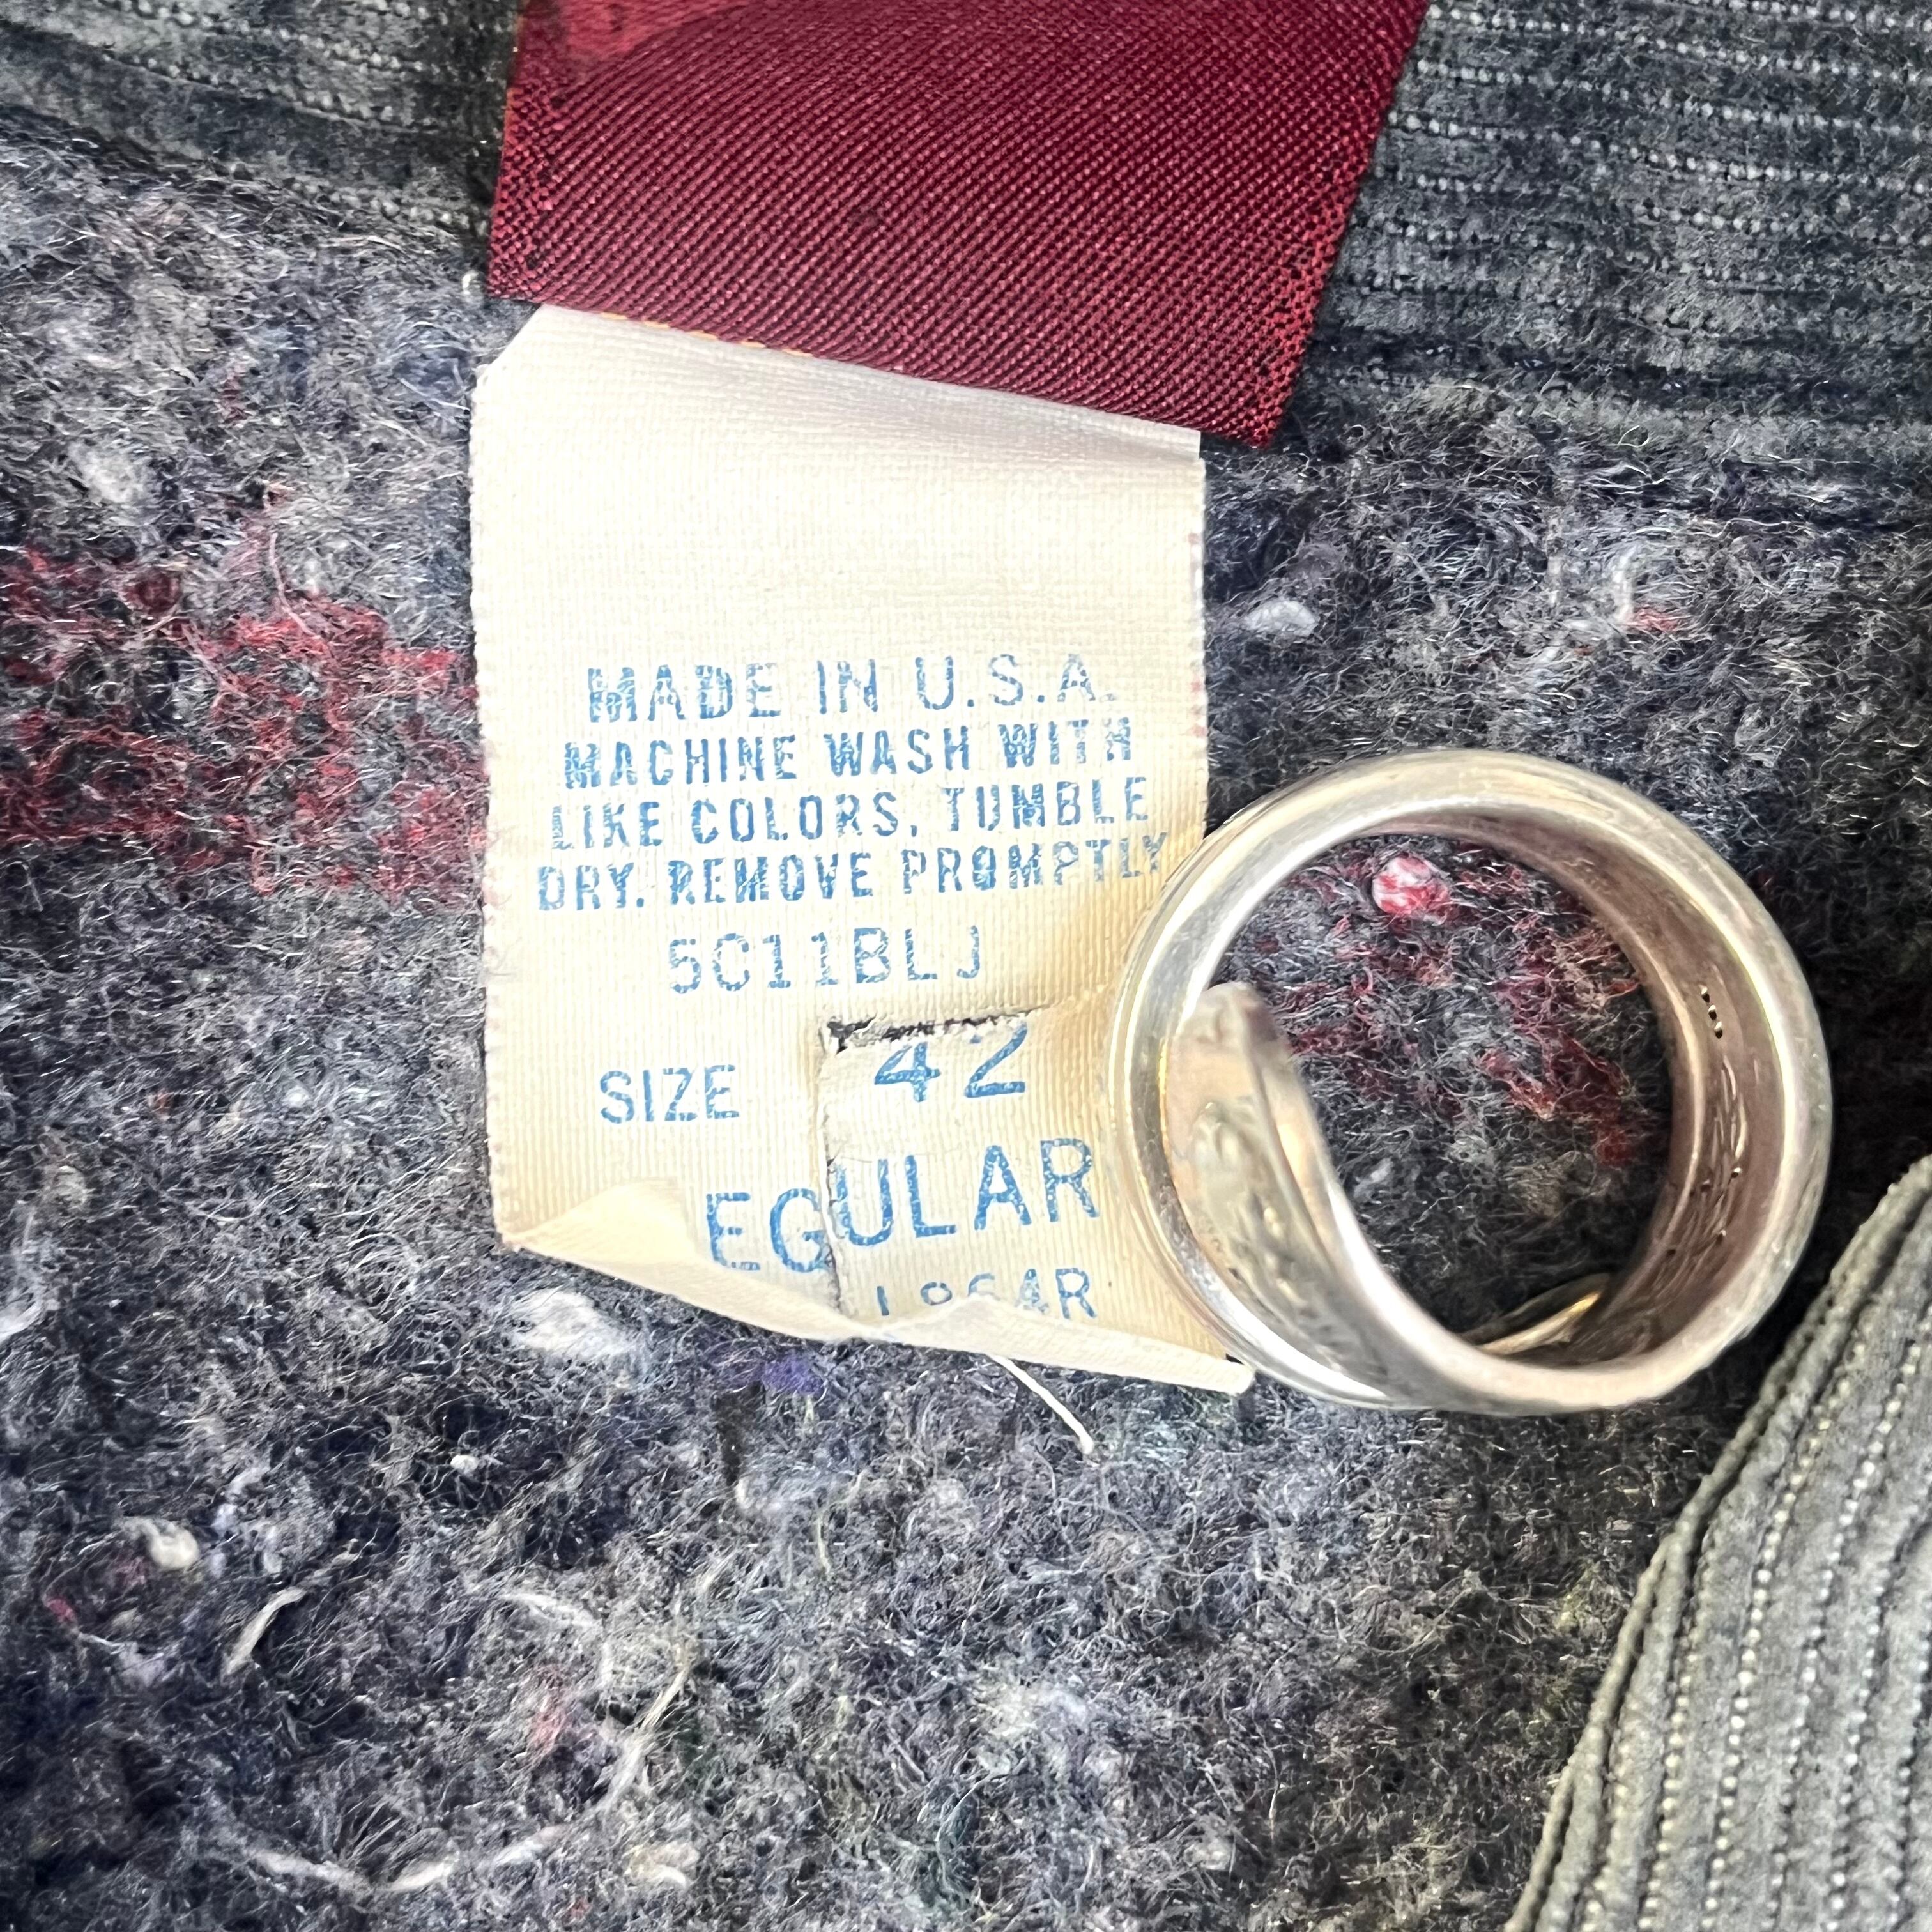 MADE IN U.S.A.
MACHINE WASH WITH
LIKE COLORS. TUMBLE
DRY. REMOVE PROMPTLY
5C11BLJ
SIZE 42
EGULAR